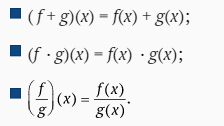 (f + g)(x) = f(x) + g(x);
(f · g)(x) = f(x) · g(x);
(f/g)(x) = f(x)/g(x).